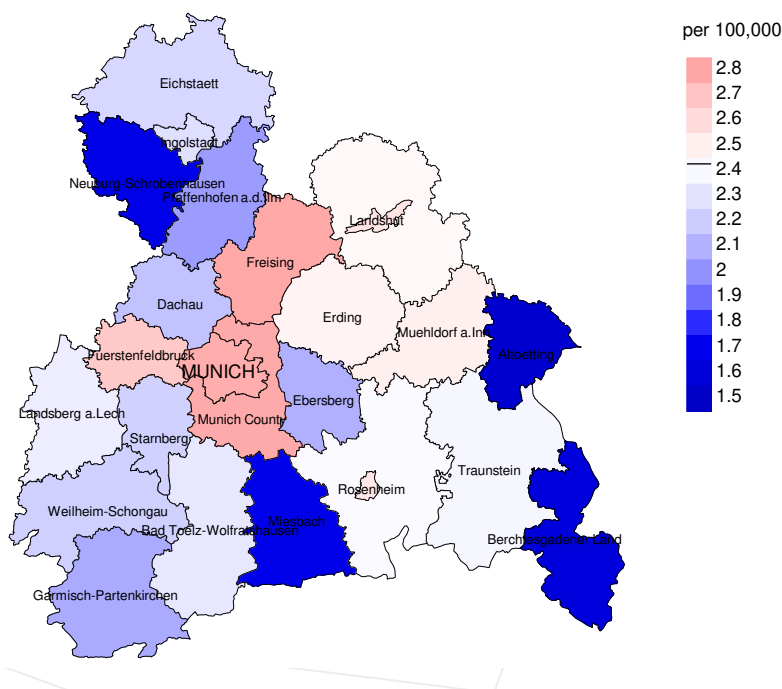 per 100,000
2.8
2.7
2.6
2.5
2.4
2.3
2.2
2.1
2
1.9
1.8
1.7
1.6
1.5
Eichstaett
Ingolstadt
Neuburg-Schrobenhausen
Pfaffenhofen a.d.Ilm
Landshut
Freising
Dachau
Erding
Muehldorf a.Inn
Altoetting
Fuerstenfeldbruck
MUNICH
Ebersberg
Landsberg a.Lech
Munich County
Starnberg
Traunstein
Rosenheim
Weilheim-Schongau
Miesbach
Bad Toelz-Wolfratshausen
Berchtesgadener Land
Garmisch-Partenkirchen